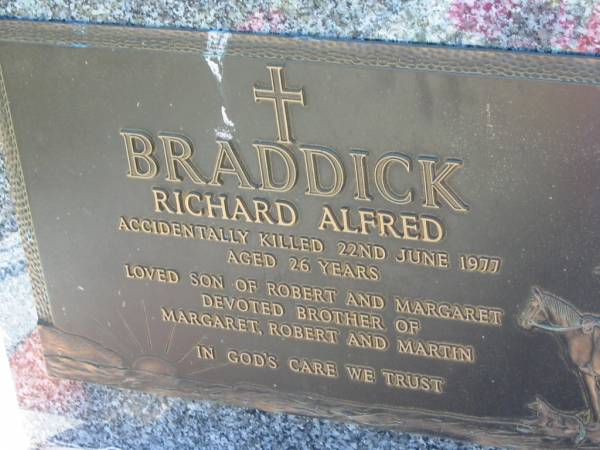 BRADDICK
RICHARD ALFRED
ACCIDENTALLY KILLED 22ND JUNE 1977
AGED 26 YEARS
LOVED SON OF ROBERT AND MARGARET
DEVOTED BROTHER OF
MARGARET, ROBERT AND MARTIN
IN GOD'S CARE WE TRUST